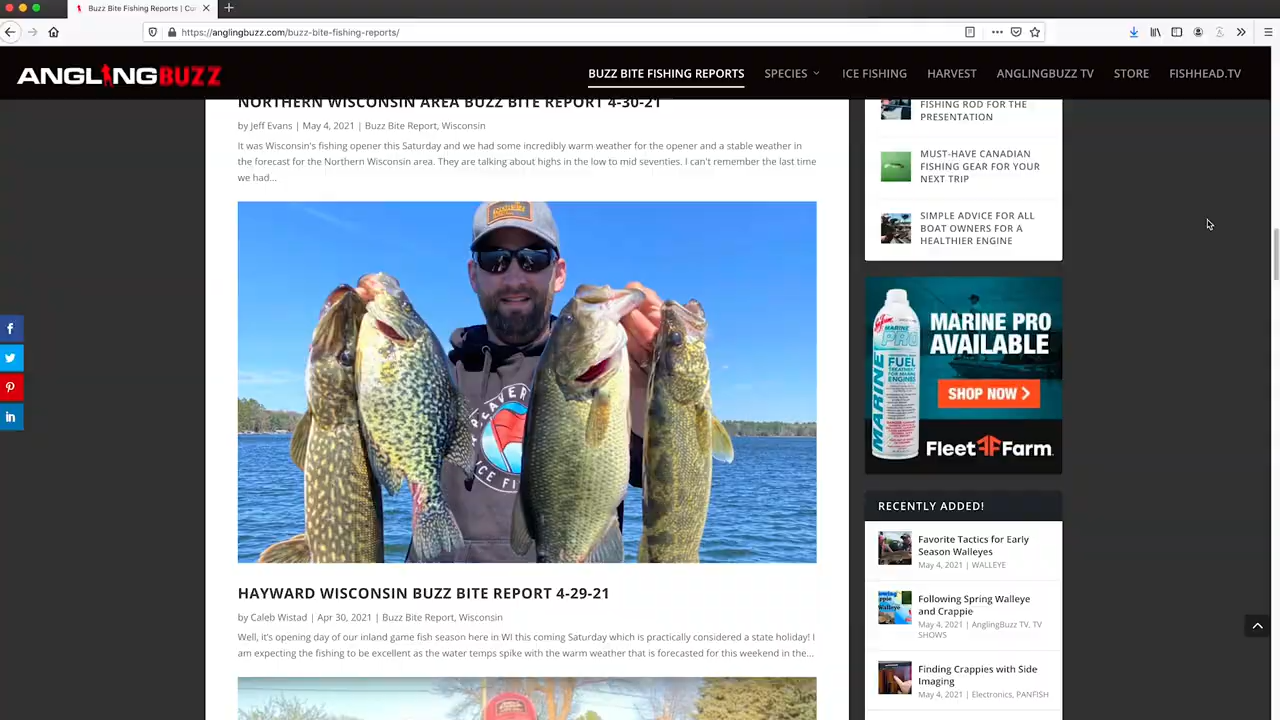 Buzz Bite Fishing Reports | Co
https://anglingbuzz.com/buzz-bite-fishing-reports/
ANGLINGBUZZ
BUZZ BITE FISHING REPORTS
SPECIES
ICE FISHING
HARVEST
ANGLINGBUZZ TV
STORE
FISHHEAD.TV
NORTHERN WISCONSIN AREA BUZZ BITE REPORT 4-30-21
by Jeff Evans | May 4, 2021 | Buzz Bite Report, Wisconsin
It was Wisconsin's fishing opener this Saturday and we had some incredibly warm weather for the opener and a stable weather in
the forecast for the Northern Wisconsin area. They are talking about highs in the low to mid seventies. I can't remember the last time
we had...
ICE FISHING
HAYWARD WISCONSIN BUZZ BITE REPORT 4-29-21
by Caleb Wistad | Apr 30, 2021 | Buzz Bite Report, Wisconsin
Well, it's opening day of our inland game fish season here in WI this coming Saturday which is practically considered a state holiday! I
am expecting the fishing to be excellent as the water temps spike with the warm weather that is forecasted for this weekend in the...
FISHING ROD FOR THE
PRESENTATION
MUST-HAVE CANADIAN
FISHING GEAR FOR YOUR
NEXT TRIP
SIMPLE ADVICE FOR ALL
BOAT OWNERS FOR A
HEALTHIER ENGINE
MARINE PRO
AVAILABLE
SHOP NOW
MARINE
PRO
FUEL
MARINE
Fleet Farm
RECENTLY ADDED!
Favorite Tactics for Early
Season Walleyes
May 4, 2021 | WALLEYE
Following Spring Walleye
and Crappie
May 4, 2021 | AnglingBuzz TV, TV
SHOWS
Finding Crappies with Side
Imaging
May 4, 2021 | Electronics, PANFISH